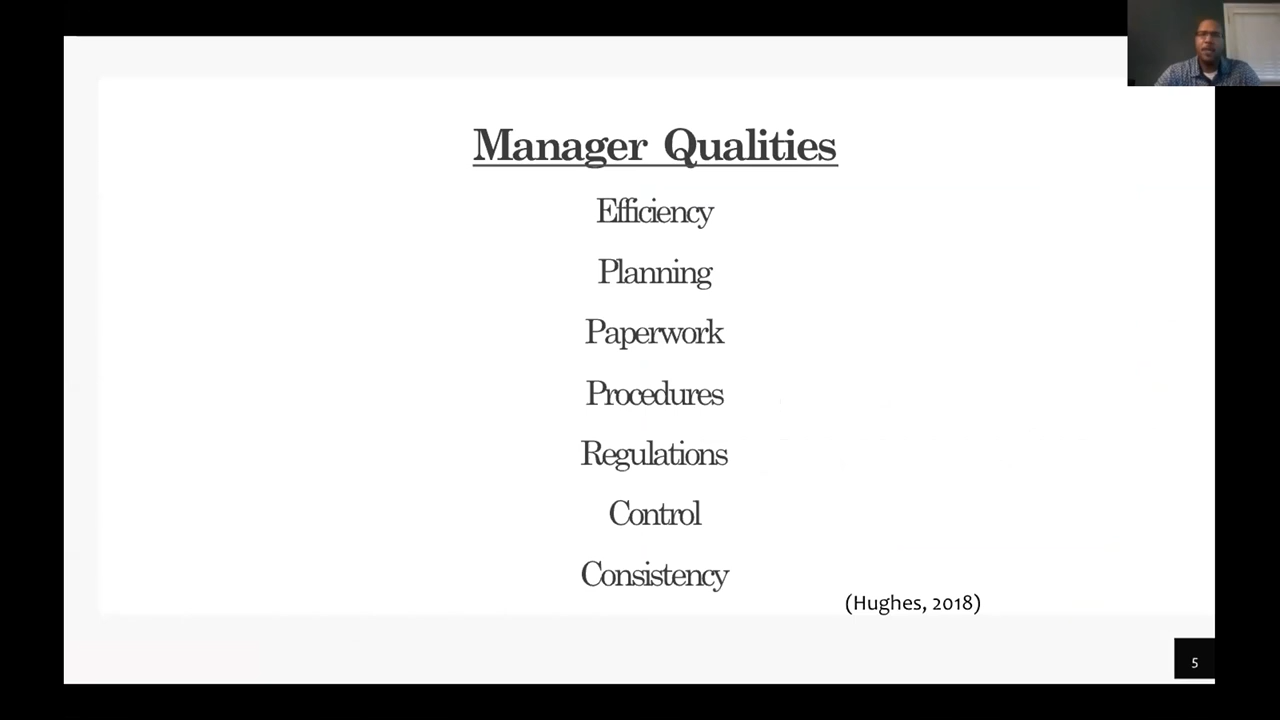 Manager Qualities
Efficiency
Planning
Paperwork
Procedures
Regulations
Control
Consistency
(Hughes, 2018)
5